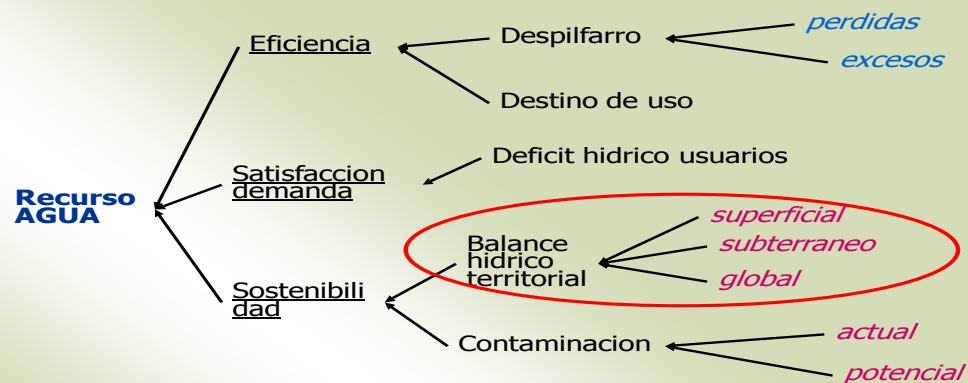 perdidas
Eficiencia
Despilfarro
excesos
Destino de uso
Deficit hidrico usuarios
Satisfaccion
demanda
Recurso
AGUA
superficial
Balance
hidrico
territorial
subterraneo
global
Sostenibili
dad
Contaminacion
actual
potencial